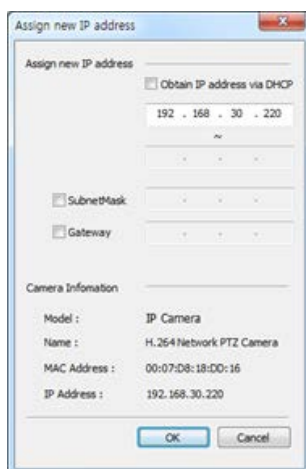 Assign new IP address
Assign new IP address
Obtain IP address via DHCP
192 . 168 . 30 . 220
~
. . .
SubnetMask . . .
Gateway . . .
Camera Infomation
Model : IP Camera
Name : H.264 Network PTZ Camera
MAC Address : 00:07:D8:18:DD:16
IP Address : 192.168.30.220
OK Cancel